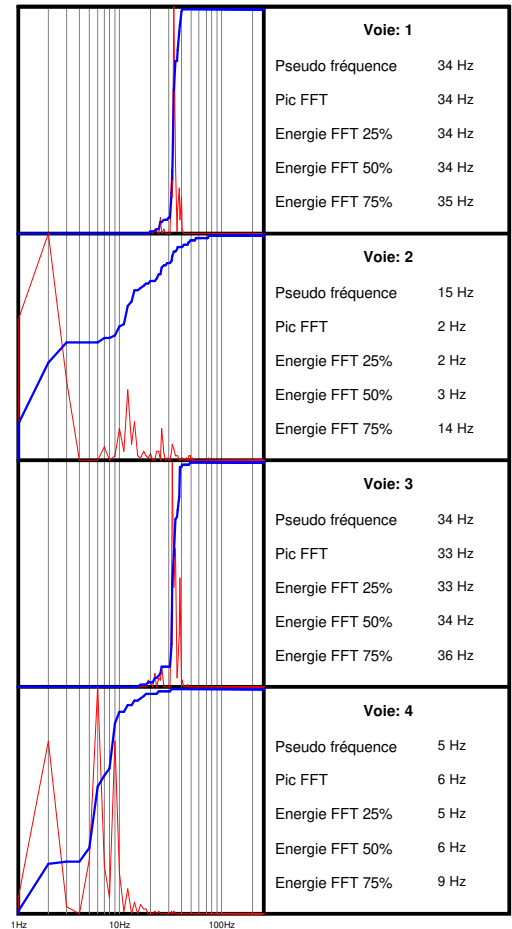 Voie: 1
Pseudo fréquence 34 Hz
Pic FFT 34 Hz
Energie FFT 25% 34 Hz
Energie FFT 50% 34 Hz
Energie FFT 75% 35 Hz
Voie: 2
Pseudo fréquence 15 Hz
Pic FFT 2 Hz
Energie FFT 25% 2 Hz
Energie FFT 50% 3 Hz
Energie FFT 75% 14 Hz
Voie: 3
Pseudo fréquence 34 Hz
Pic FFT 33 Hz
Energie FFT 25% 33 Hz
Energie FFT 50% 34 Hz
Energie FFT 75% 36 Hz
Voie: 4
Pseudo fréquence 5 Hz
Pic FFT 6 Hz
Energie FFT 25% 5 Hz
Energie FFT 50% 6 Hz
Energie FFT 75% 9 Hz
1Hz 10Hz 100Hz